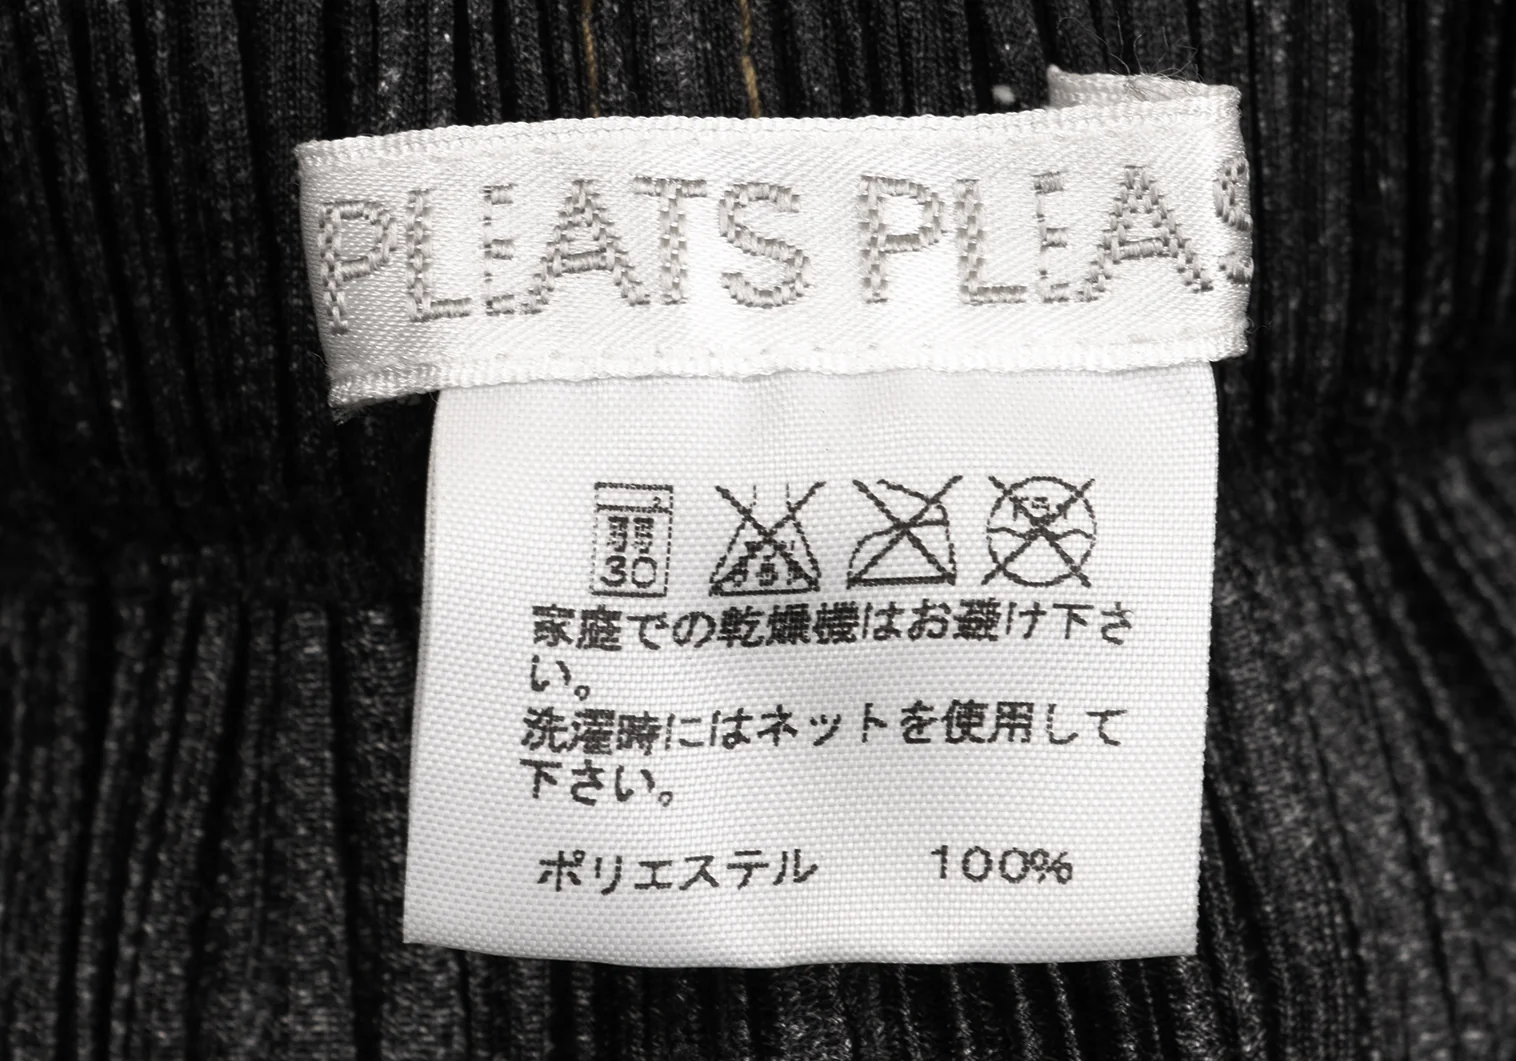 PLEATS PLEAS
30
家庭での乾燥機はお避け下さ
い。
洗濯時にはネットを使用して
下さい。
ポリエステル 100%